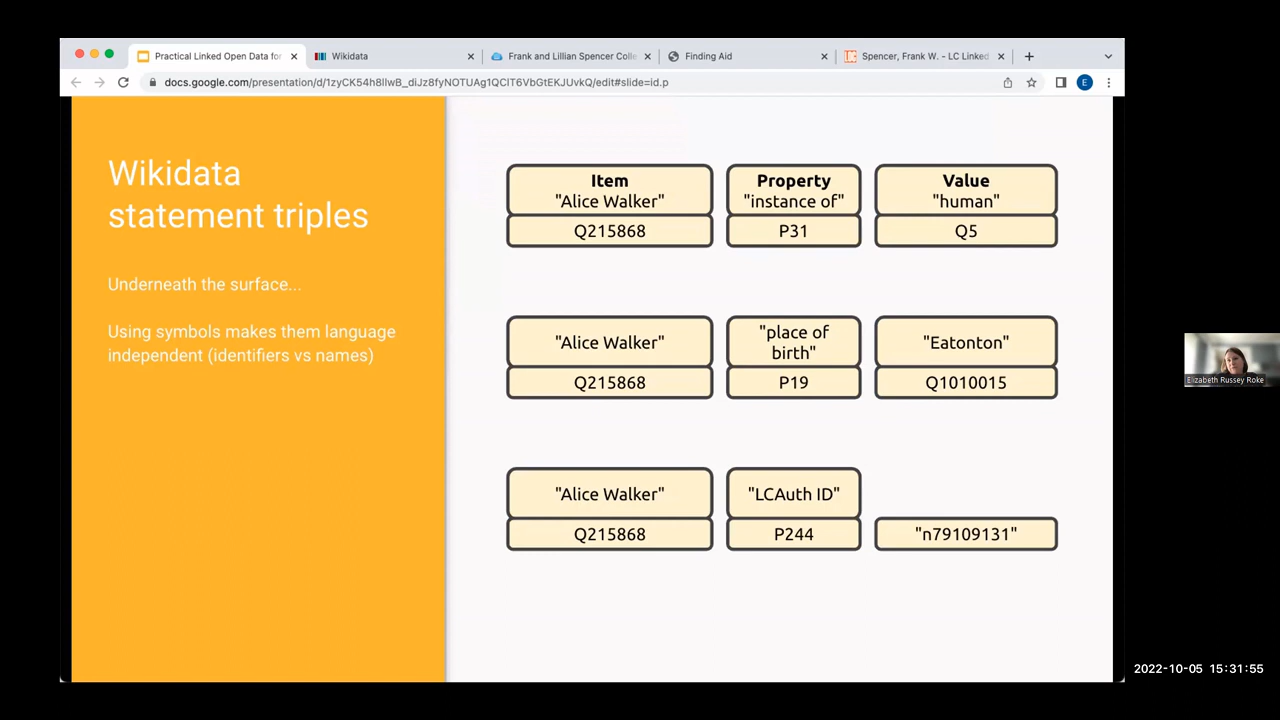 Practical Linked Open Data for
Wikidata
Frank and Lillian Spencer Colle
Finding Aid
Spencer, Frank W. - LC Linked
docs.google.com/presentation/d/1zyCK54h8IlwB_diJz8fyNOTUAg1QCIT6VbGtEKJUvkQ/edit#slide=id.p
E
Wikidata
statement triples
Underneath the surface...
Using symbols makes them language
independent (identifiers vs names)
Item
Property
Value
"Alice Walker"
"instance of"
"human"
Q215868
P31
Q5
"Alice Walker"
"place of
birth"
"Eatonton"
Q215868
P19
Q1010015
"Alice Walker"
"LCAuth ID"
Q215868
P244
"n79109131"
Elizabeth Russey Roke
2022-10-05 15:31:55